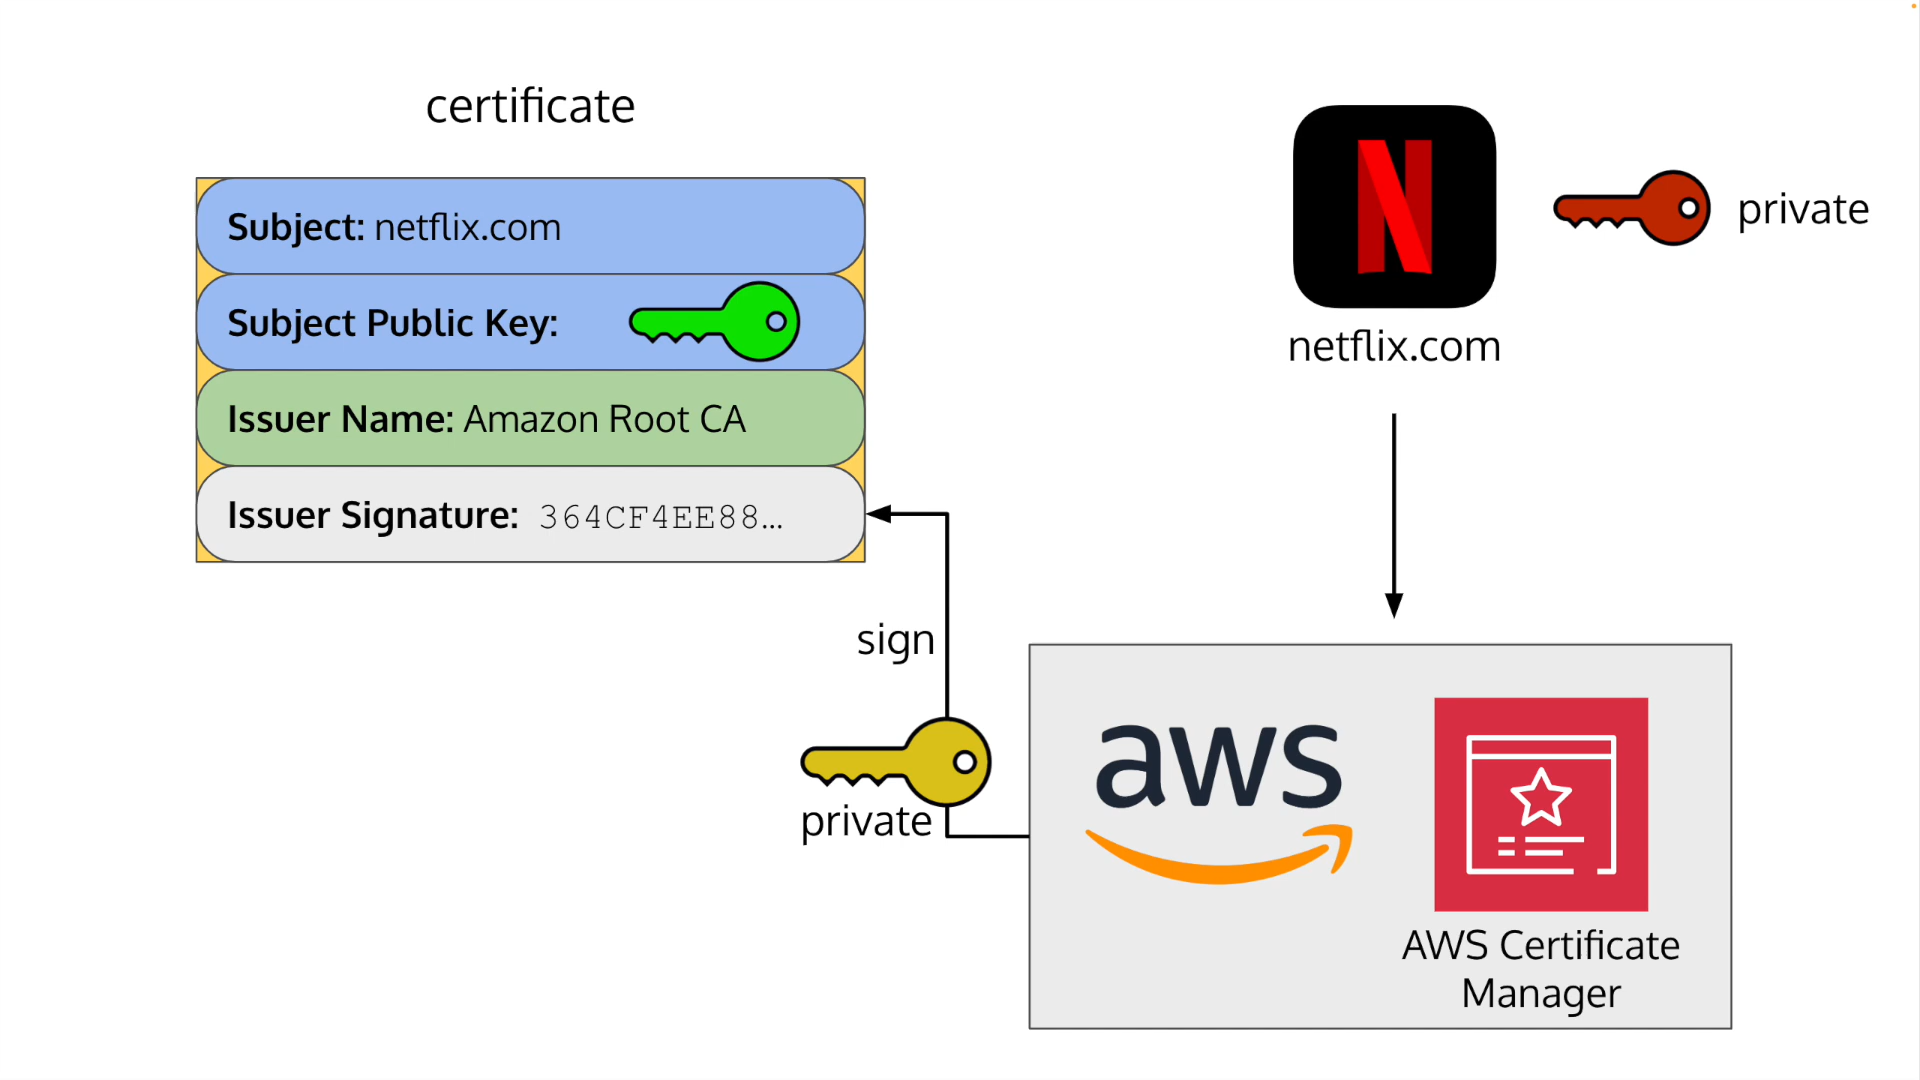 certificate
Subject: netflix.com
Subject Public Key:
Issuer Name: Amazon Root CA
Issuer Signature: 364CF4EE88...
sign
private
netflix.com
private
aws
AWS Certificate
Manager